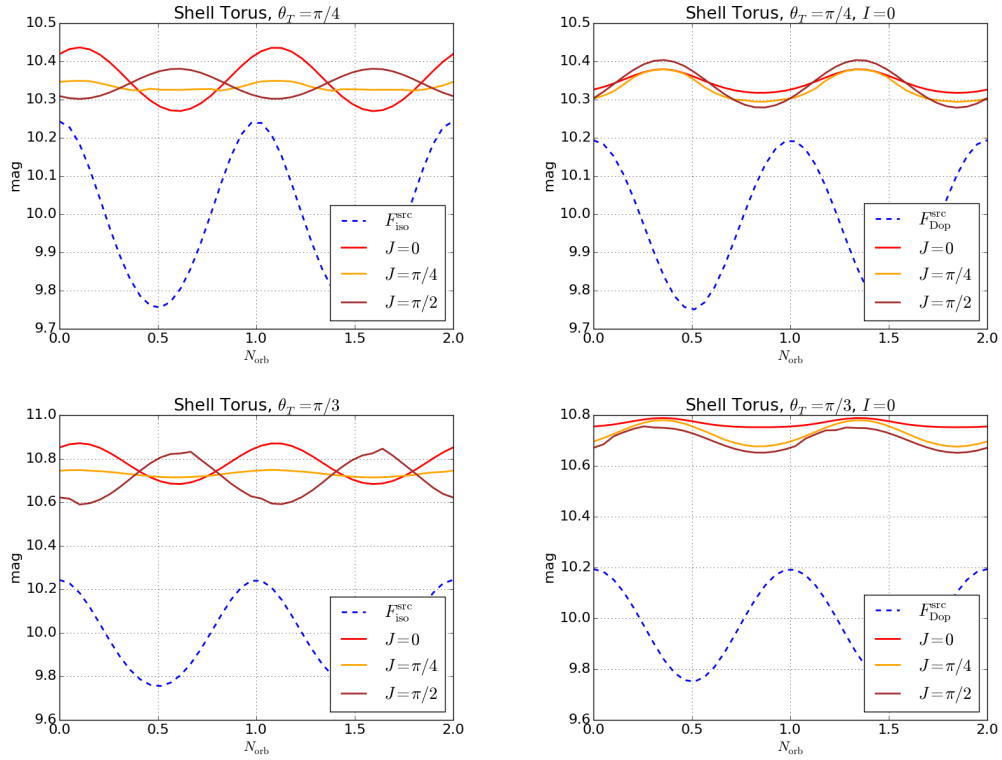 Shell Torus, θ_T = π/4
10.5
10.4
10.3
10.2
10.1
10.0
9.9
9.8
9.7
mag
0.0 0.5 1.0 1.5 2.0
N_orb
F_iso^src
J=0
J=π/4
J=π/2
Shell Torus, θ_T = π/4, I=0
10.5
10.4
10.3
10.2
10.1
10.0
9.9
9.8
9.7
mag
0.0 0.5 1.0 1.5 2.0
N_orb
F_Dop^src
J=0
J=π/4
J=π/2
Shell Torus, θ_T = π/3
11.0
10.8
10.6
10.4
10.2
10.0
9.8
9.6
mag
0.0 0.5 1.0 1.5 2.0
N_orb
F_iso^src
J=0
J=π/4
J=π/2
Shell Torus, θ_T = π/3, I=0
10.8
10.6
10.4
10.2
10.0
9.8
9.6
mag
0.0 0.5 1.0 1.5 2.0
N_orb
F_Dop^src
J=0
J=π/4
J=π/2